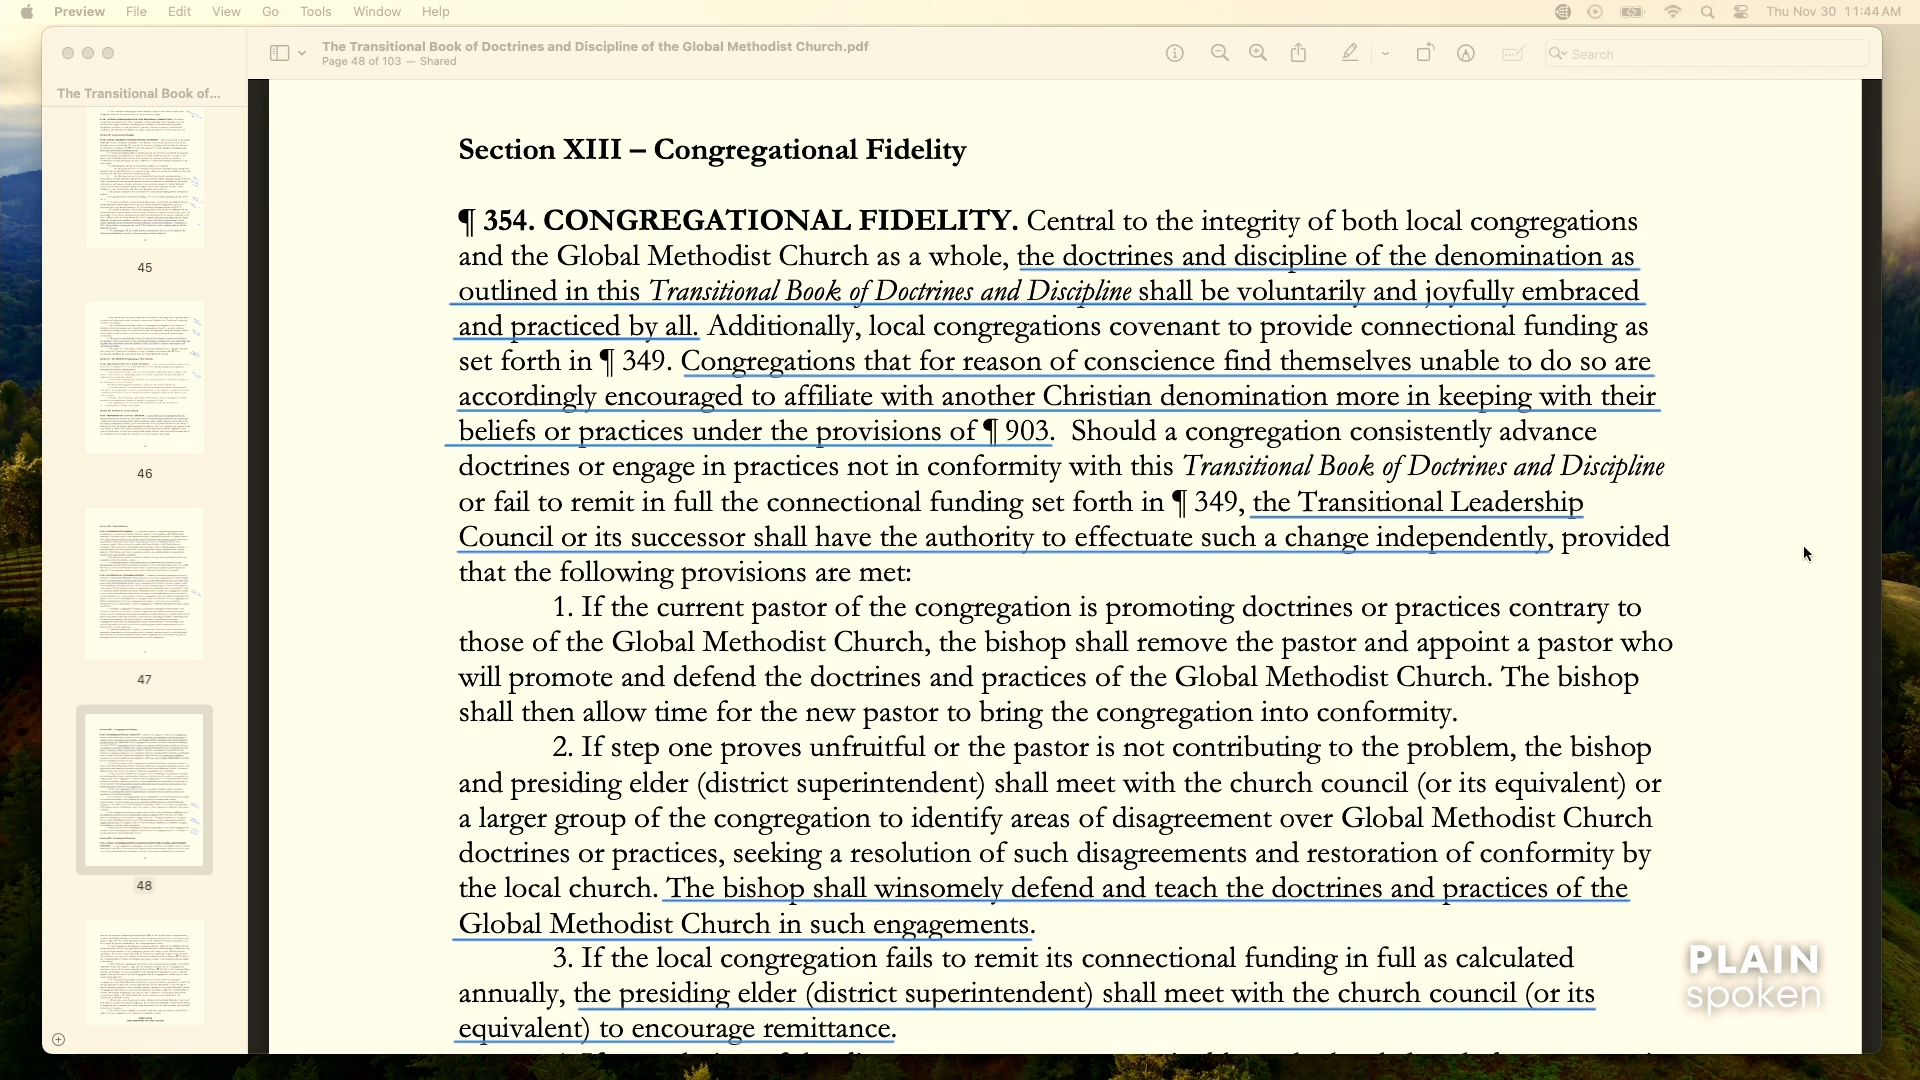 Preview File Edit View Go Tools Window Help
Thu Nov 30 11:44 AM
The Transitional Book of Doctrines and Discipline of the Global Methodist Church.pdf
Page 48 of 103 — Shared
Search
The Transitional Book of...
45
46
47
48
Section XIII – Congregational Fidelity
¶ 354. CONGREGATIONAL FIDELITY. Central to the integrity of both local congregations
and the Global Methodist Church as a whole, the doctrines and discipline of the denomination as
outlined in this Transitional Book of Doctrines and Discipline shall be voluntarily and joyfully embraced
and practiced by all. Additionally, local congregations covenant to provide connectional funding as
set forth in ¶ 349. Congregations that for reason of conscience find themselves unable to do so are
accordingly encouraged to affiliate with another Christian denomination more in keeping with their
beliefs or practices under the provisions of ¶ 903. Should a congregation consistently advance
doctrines or engage in practices not in conformity with this Transitional Book of Doctrines and Discipline
or fail to remit in full the connectional funding set forth in ¶ 349, the Transitional Leadership
Council or its successor shall have the authority to effectuate such a change independently, provided
that the following provisions are met:
1. If the current pastor of the congregation is promoting doctrines or practices contrary to
those of the Global Methodist Church, the bishop shall remove the pastor and appoint a pastor who
will promote and defend the doctrines and practices of the Global Methodist Church. The bishop
shall then allow time for the new pastor to bring the congregation into conformity.
2. If step one proves unfruitful or the pastor is not contributing to the problem, the bishop
and presiding elder (district superintendent) shall meet with the church council (or its equivalent) or
a larger group of the congregation to identify areas of disagreement over Global Methodist Church
doctrines or practices, seeking a resolution of such disagreements and restoration of conformity by
the local church. The bishop shall winsomely defend and teach the doctrines and practices of the
Global Methodist Church in such engagements.
3. If the local congregation fails to remit its connectional funding in full as calculated
annually, the presiding elder (district superintendent) shall meet with the church council (or its
equivalent) to encourage remittance.
PLAIN
spoken